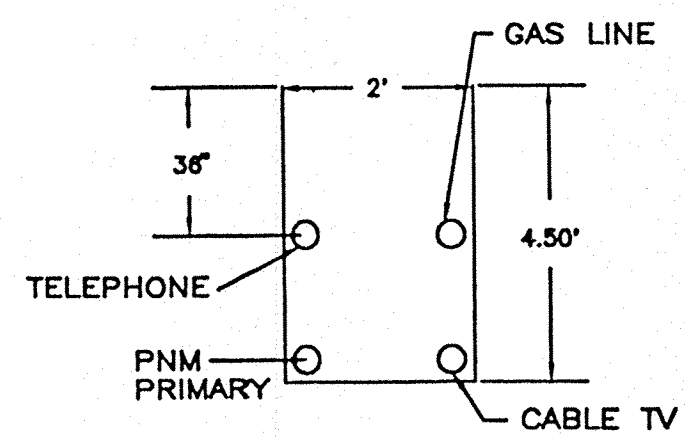 GAS LINE
2'
36"
4.50'
TELEPHONE
PNM
PRIMARY
CABLE TV